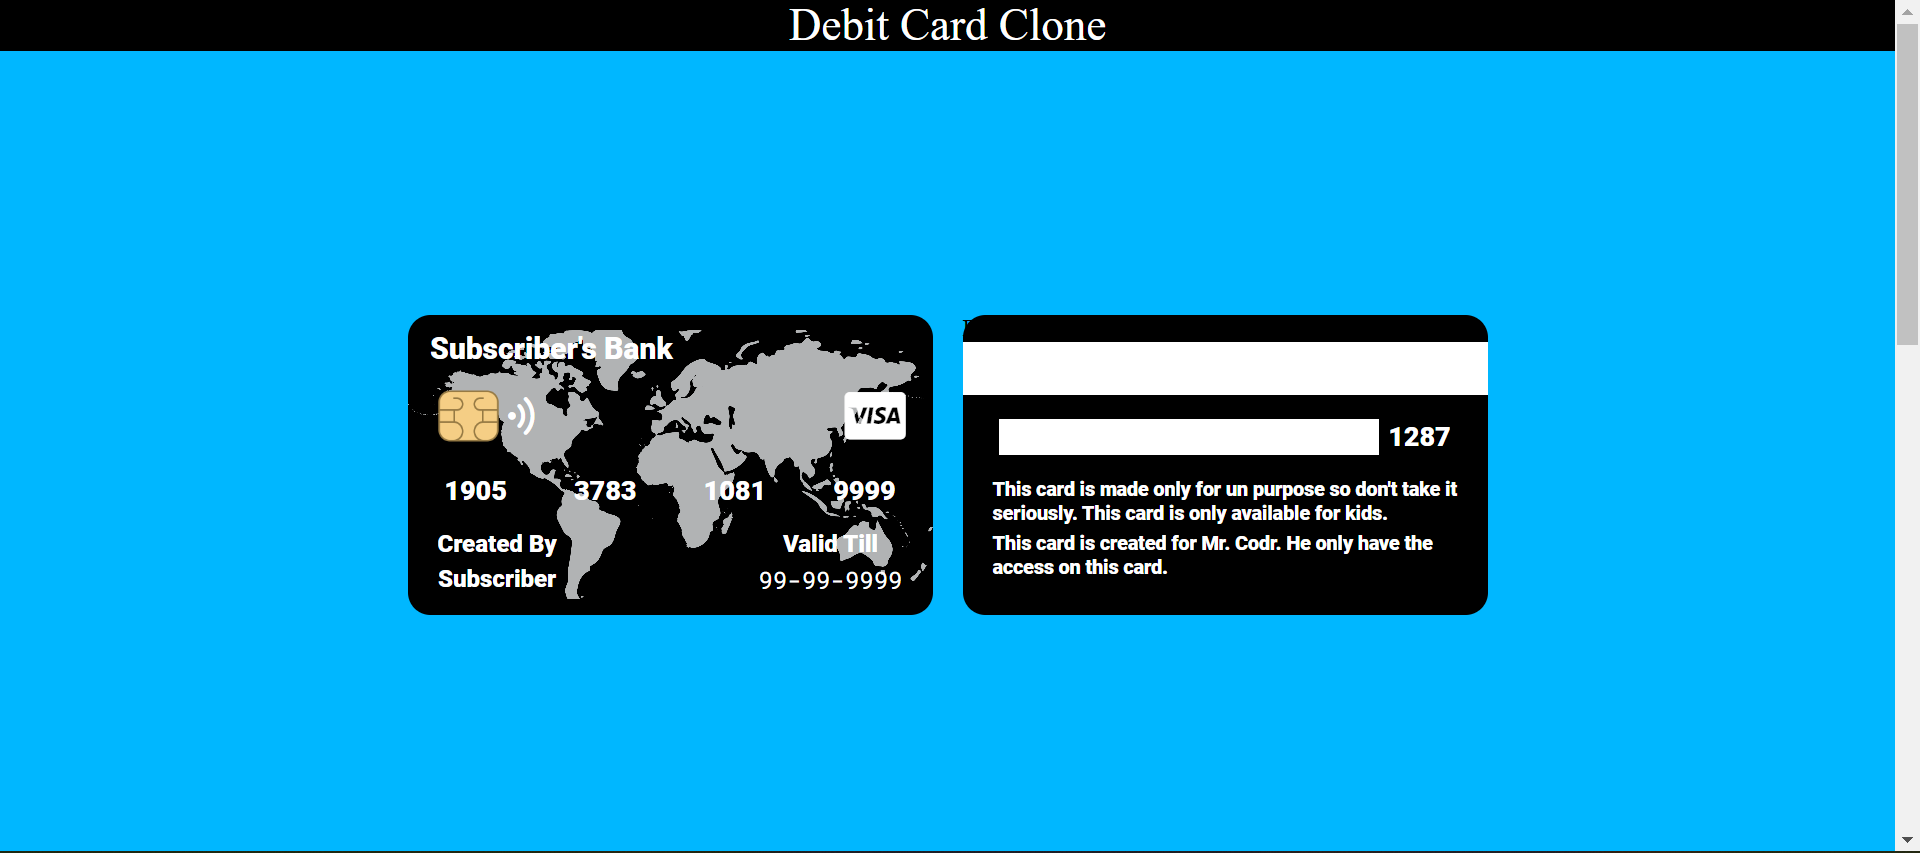 Debit Card Clone
Subscriber's Bank
VISA
1905 3783 1081 9999
Created By
Valid Till
Subscriber
99-99-9999
1287
This card is made only for un purpose so don't take it
seriously. This card is only available for kids.
This card is created for Mr. Codr. He only have the
access on this card.